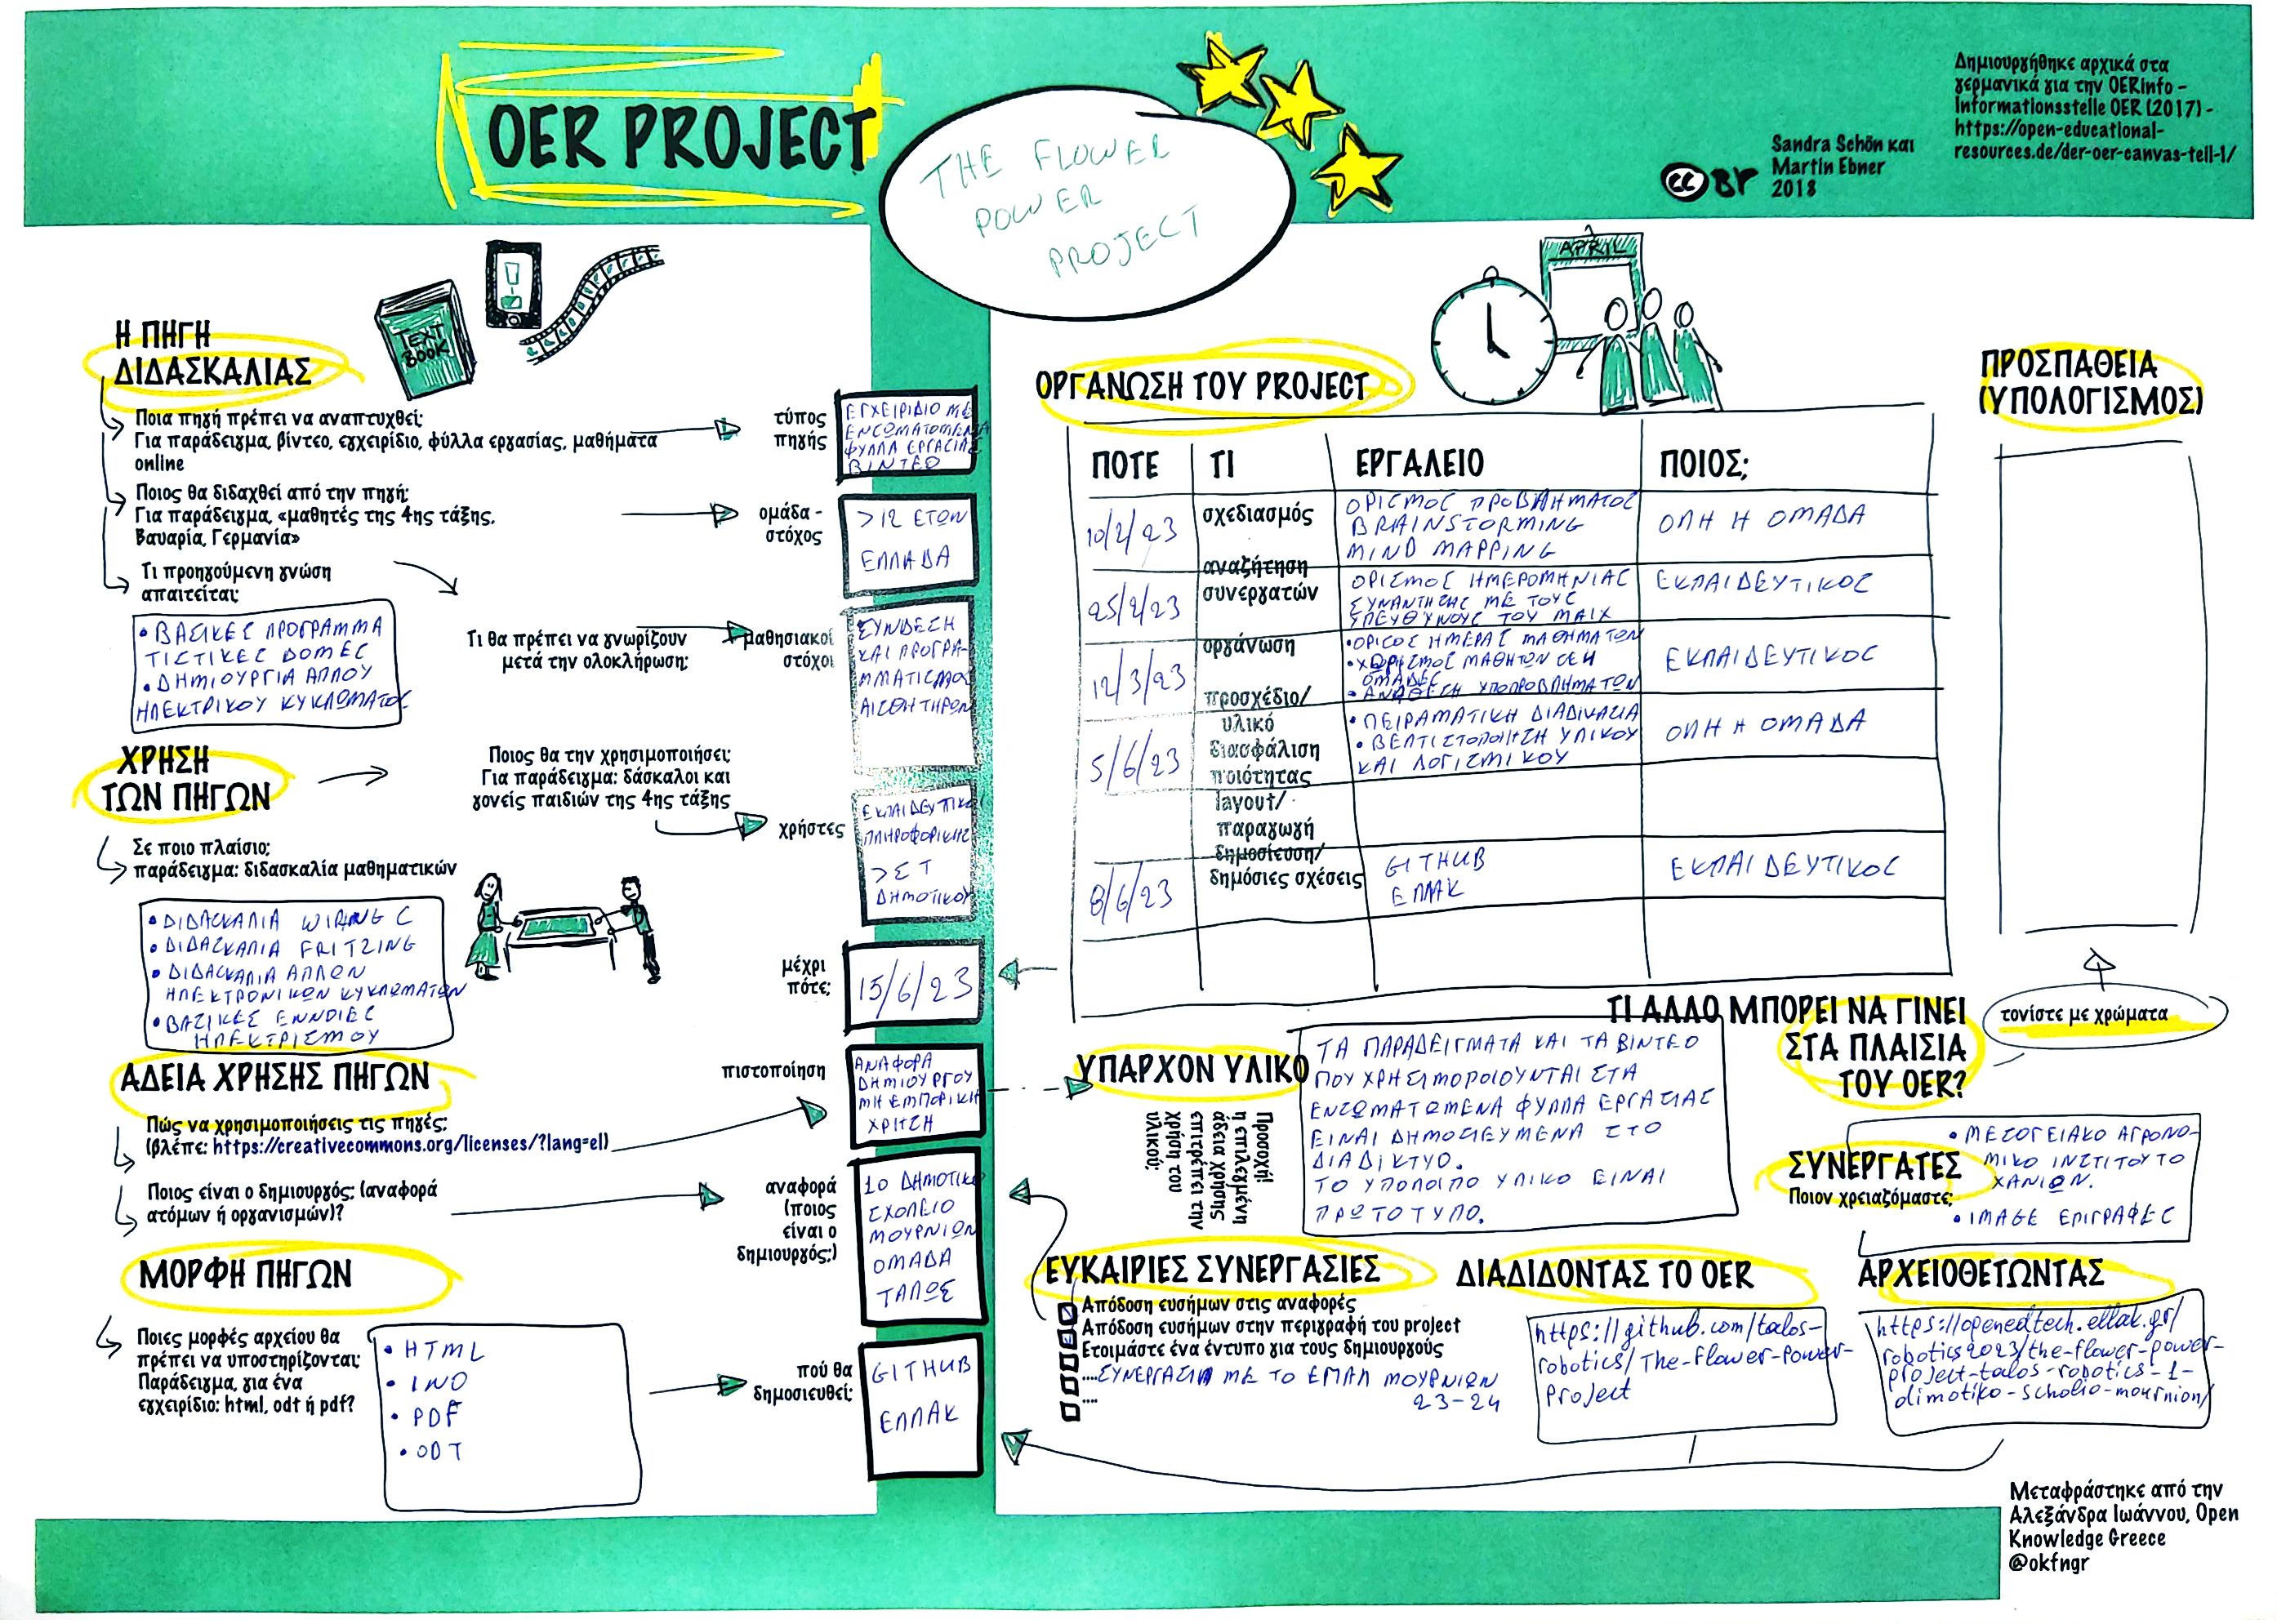 OER PROJECT
THE FLOWER
POWER
PROJECT
Sandra Schön και
Martin Ebner
2018
cc BY
Δημιουργήθηκε αρχικά στα
γερμανικά για την OERinfo -
Informationsstelle OER (2017) -
https://open-educational-
resources.de/der-oer-canvas-teil-1/
TEXT
BOOK
APRIL
Η ΠΗΓΗ
ΔΙΔΑΣΚΑΛΙΑΣ
Ποια πηγή πρέπει να αναπτυχθεί;
Για παράδειγμα, βίντεο, εγχειρίδιο, φύλλα εργασίας, μαθήματα
online
τύπος
πηγής
ΕΓΧΕΙΡΙΔΙΟ ΜΕ
ΕΝΣΩΜΑΤΩΜΕΝΑ
ΦΥΛΛΑ ΕΡΓΑΣΙΑΣ
ΒΙΝΤΕΟ
Ποιος θα διδαχθεί από την πηγή;
Για παράδειγμα, «μαθητές της 4ης τάξης,
Βαυαρία, Γερμανία»
ομάδα -
στόχος
>12 ΕΤΩΝ
ΕΛΛΑΔΑ
Τι προηγούμενη γνώση
απαιτείται;
• ΒΑΣΙΚΕΣ ΠΡΟΓΡΑΜΜΑ
ΤΙΣΤΙΚΕΣ ΔΟΜΕΣ
• ΔΗΜΙΟΥΡΓΙΑ ΑΠΛΟΥ
ΗΛΕΚΤΡΙΚΟΥ ΚΥΚΛΩΜΑΤΟΣ
Τι θα πρέπει να γνωρίζουν
μετά την ολοκλήρωση;
μαθησιακοί
στόχοι
ΣΥΝΔΕΣΗ
ΚΑΙ ΠΡΟΓΡΑ-
ΜΜΑΤΙΣΜΟΣ
ΑΙΣΘΗΤΗΡΩΝ
ΧΡΗΣΗ
ΤΩΝ ΠΗΓΩΝ
Ποιος θα την χρησιμοποιήσει;
Για παράδειγμα: δάσκαλοι και
γονείς παιδιών της 4ης τάξης
χρήστες
ΕΚΠΑΙΔΕΥΤΙΚΟΙ
ΠΛΗΡΟΦΟΡΙΚΗΣ
>ΣΤ
ΔΗΜΟΤΙΚΟΥ
Σε ποιο πλαίσιο;
παράδειγμα: διδασκαλία μαθηματικών
• ΔΙΔΑΣΚΑΛΙΑ WIRING C
• ΔΙΔΑΣΚΑΛΙΑ FRITZING
• ΔΙΔΑΣΚΑΛΙΑ ΑΠΛΩΝ
ΗΛΕΚΤΡΟΝΙΚΩΝ ΚΥΚΛΩΜΑΤΩΝ
• ΒΑΣΙΚΕΣ ΕΝΝΟΙΕΣ
ΗΛΕΚΤΡΙΣΜΟΥ
μέχρι
πότε;
15/6/23
ΑΔΕΙΑ ΧΡΗΣΗΣ ΠΗΓΩΝ
Πώς να χρησιμοποιήσεις τις πηγές;
(βλέπε: https://creativecommons.org/licenses/?lang=el)
πιστοποίηση
ΑΝΑΦΟΡΑ
ΔΗΜΙΟΥΡΓΟΥ
ΜΗ ΕΜΠΟΡΙΚΗ
ΧΡΗΣΗ
Ποιος είναι ο δημιουργός; (αναφορά
ατόμων ή οργανισμών)?
αναφορά
(ποιος
είναι ο
δημιουργός;)
1ο ΔΗΜΟΤΙΚΟ
ΣΧΟΛΕΙΟ
ΜΟΥΡΝΙΩΝ
ΟΜΑΔΑ
ΤΑΛΩΣ
ΜΟΡΦΗ ΠΗΓΩΝ
Ποιες μορφές αρχείου θα
πρέπει να υποστηρίζονται;
Παράδειγμα, για ένα
εγχειρίδιο: html, odt ή pdf?
• HTML
• INO
• PDF
• ODT
πού θα
δημοσιευθεί;
GITHUB
ΕΛΛΑΚ
ΟΡΓΑΝΩΣΗ ΤΟΥ PROJECT
ΠΟΤΕ ΤΙ ΕΡΓΑΛΕΙΟ ΠΟΙΟΣ;
10/2/23
σχεδιασμός
ΟΡΙΣΜΟΣ ΠΡΟΒΛΗΜΑΤΟΣ
BRAINSTORMING
MIND MAPPING
ΟΛΗ Η ΟΜΑΔΑ
25/2/23
αναζήτηση
συνεργατών
ΟΡΙΣΜΟΣ ΗΜΕΡΟΜΗΝΙΑΣ
ΣΥΝΑΝΤΗΣΗΣ ΜΕ ΤΟΥΣ
ΥΠΕΥΘΥΝΟΥΣ ΤΟΥ ΜΑΙΧ
ΕΚΠΑΙΔΕΥΤΙΚΟΣ
12/3/23
οργάνωση
• ΟΡΙΣΟΣ ΗΜΕΡΑΣ ΜΑΘΗΜΑΤΩΝ
• ΧΩΡΙΣΜΟΣ ΜΑΘΗΤΩΝ ΣΕ 4
ΟΜΑΔΕΣ
• ΑΝΑΘΕΣΗ ΥΠΟΠΡΟΒΛΗΜΑΤΩΝ
ΕΚΠΑΙΔΕΥΤΙΚΟΣ
5/6/23
προσχέδιο/
υλικό
διασφάλιση
ποιότητας
• ΠΕΙΡΑΜΑΤΙΚΗ ΔΙΑΔΙΚΑΣΙΑ
• ΒΕΛΤΙΣΤΟΠΟΙΗΣΗ ΥΛΙΚΟΥ
ΚΑΙ ΛΟΓΙΣΜΙΚΟΥ
ΟΛΗ Η ΟΜΑΔΑ
layout/
παραγωγή
8/6/23
δημοσίευση/
δημόσιες σχέσεις
GITHUB
ΕΛΛΑΚ
ΕΚΠΑΙΔΕΥΤΙΚΟΣ
ΠΡΟΣΠΑΘΕΙΑ
(ΥΠΟΛΟΓΙΣΜΟΣ)
τονίστε με χρώματα
ΤΙ ΑΛΛΟ ΜΠΟΡΕΙ ΝΑ ΓΙΝΕΙ
ΣΤΑ ΠΛΑΙΣΙΑ
ΤΟΥ OER?
ΥΠΑΡΧΟΝ ΥΛΙΚΟ
Προσοχή!
η επιλεγμένη
άδεια χρήσης
επιτρέπει την
χρήση του
υλικού;
ΤΑ ΠΑΡΑΔΕΙΓΜΑΤΑ ΚΑΙ ΤΑ ΒΙΝΤΕΟ
ΠΟΥ ΧΡΗΣΙΜΟΠΟΙΟΥΝΤΑΙ ΣΤΑ
ΕΝΣΩΜΑΤΩΜΕΝΑ ΦΥΛΛΑ ΕΡΓΑΣΙΑΣ
ΕΙΝΑΙ ΔΗΜΟΣΙΕΥΜΕΝΑ ΣΤΟ
ΔΙΑΔΙΚΤΥΟ.
ΤΟ ΥΠΟΛΟΙΠΟ ΥΛΙΚΟ ΕΙΝΑΙ
ΠΡΩΤΟΤΥΠΟ.
ΣΥΝΕΡΓΑΤΕΣ
Ποιον χρειαζόμαστε;
• ΜΕΣΟΓΕΙΑΚΟ ΑΓΡΟΝΟ-
ΜΙΚΟ ΙΝΣΤΙΤΟΥΤΟ
ΧΑΝΙΩΝ.
• IMAGE ΕΠΙΓΡΑΦΕΣ
ΕΥΚΑΙΡΙΕΣ ΣΥΝΕΡΓΑΣΙΕΣ
Απόδοση ευσήμων στις αναφορές
Απόδοση ευσήμων στην περιγραφή του project
Ετοιμάστε ένα έντυπο για τους δημιουργούς
....ΣΥΝΕΡΓΑΣΙΑ ΜΕ ΤΟ ΕΠΑΛ ΜΟΥΡΝΙΩΝ
23-24
....
ΔΙΑΔΙΔΟΝΤΑΣ ΤΟ OER
https://github.com/talos-
robotics/The-Flower-Power-
Project
ΑΡΧΕΙΟΘΕΤΩΝΤΑΣ
https://openedtech.ellak.gr/
robotics2023/the-flower-power-
project-talos-robotics-1-
dimotiko-scholio-mournion/
Μεταφράστηκε από την
Αλεξάνδρα Ιωάννου, Open
Knowledge Greece
@okfngr